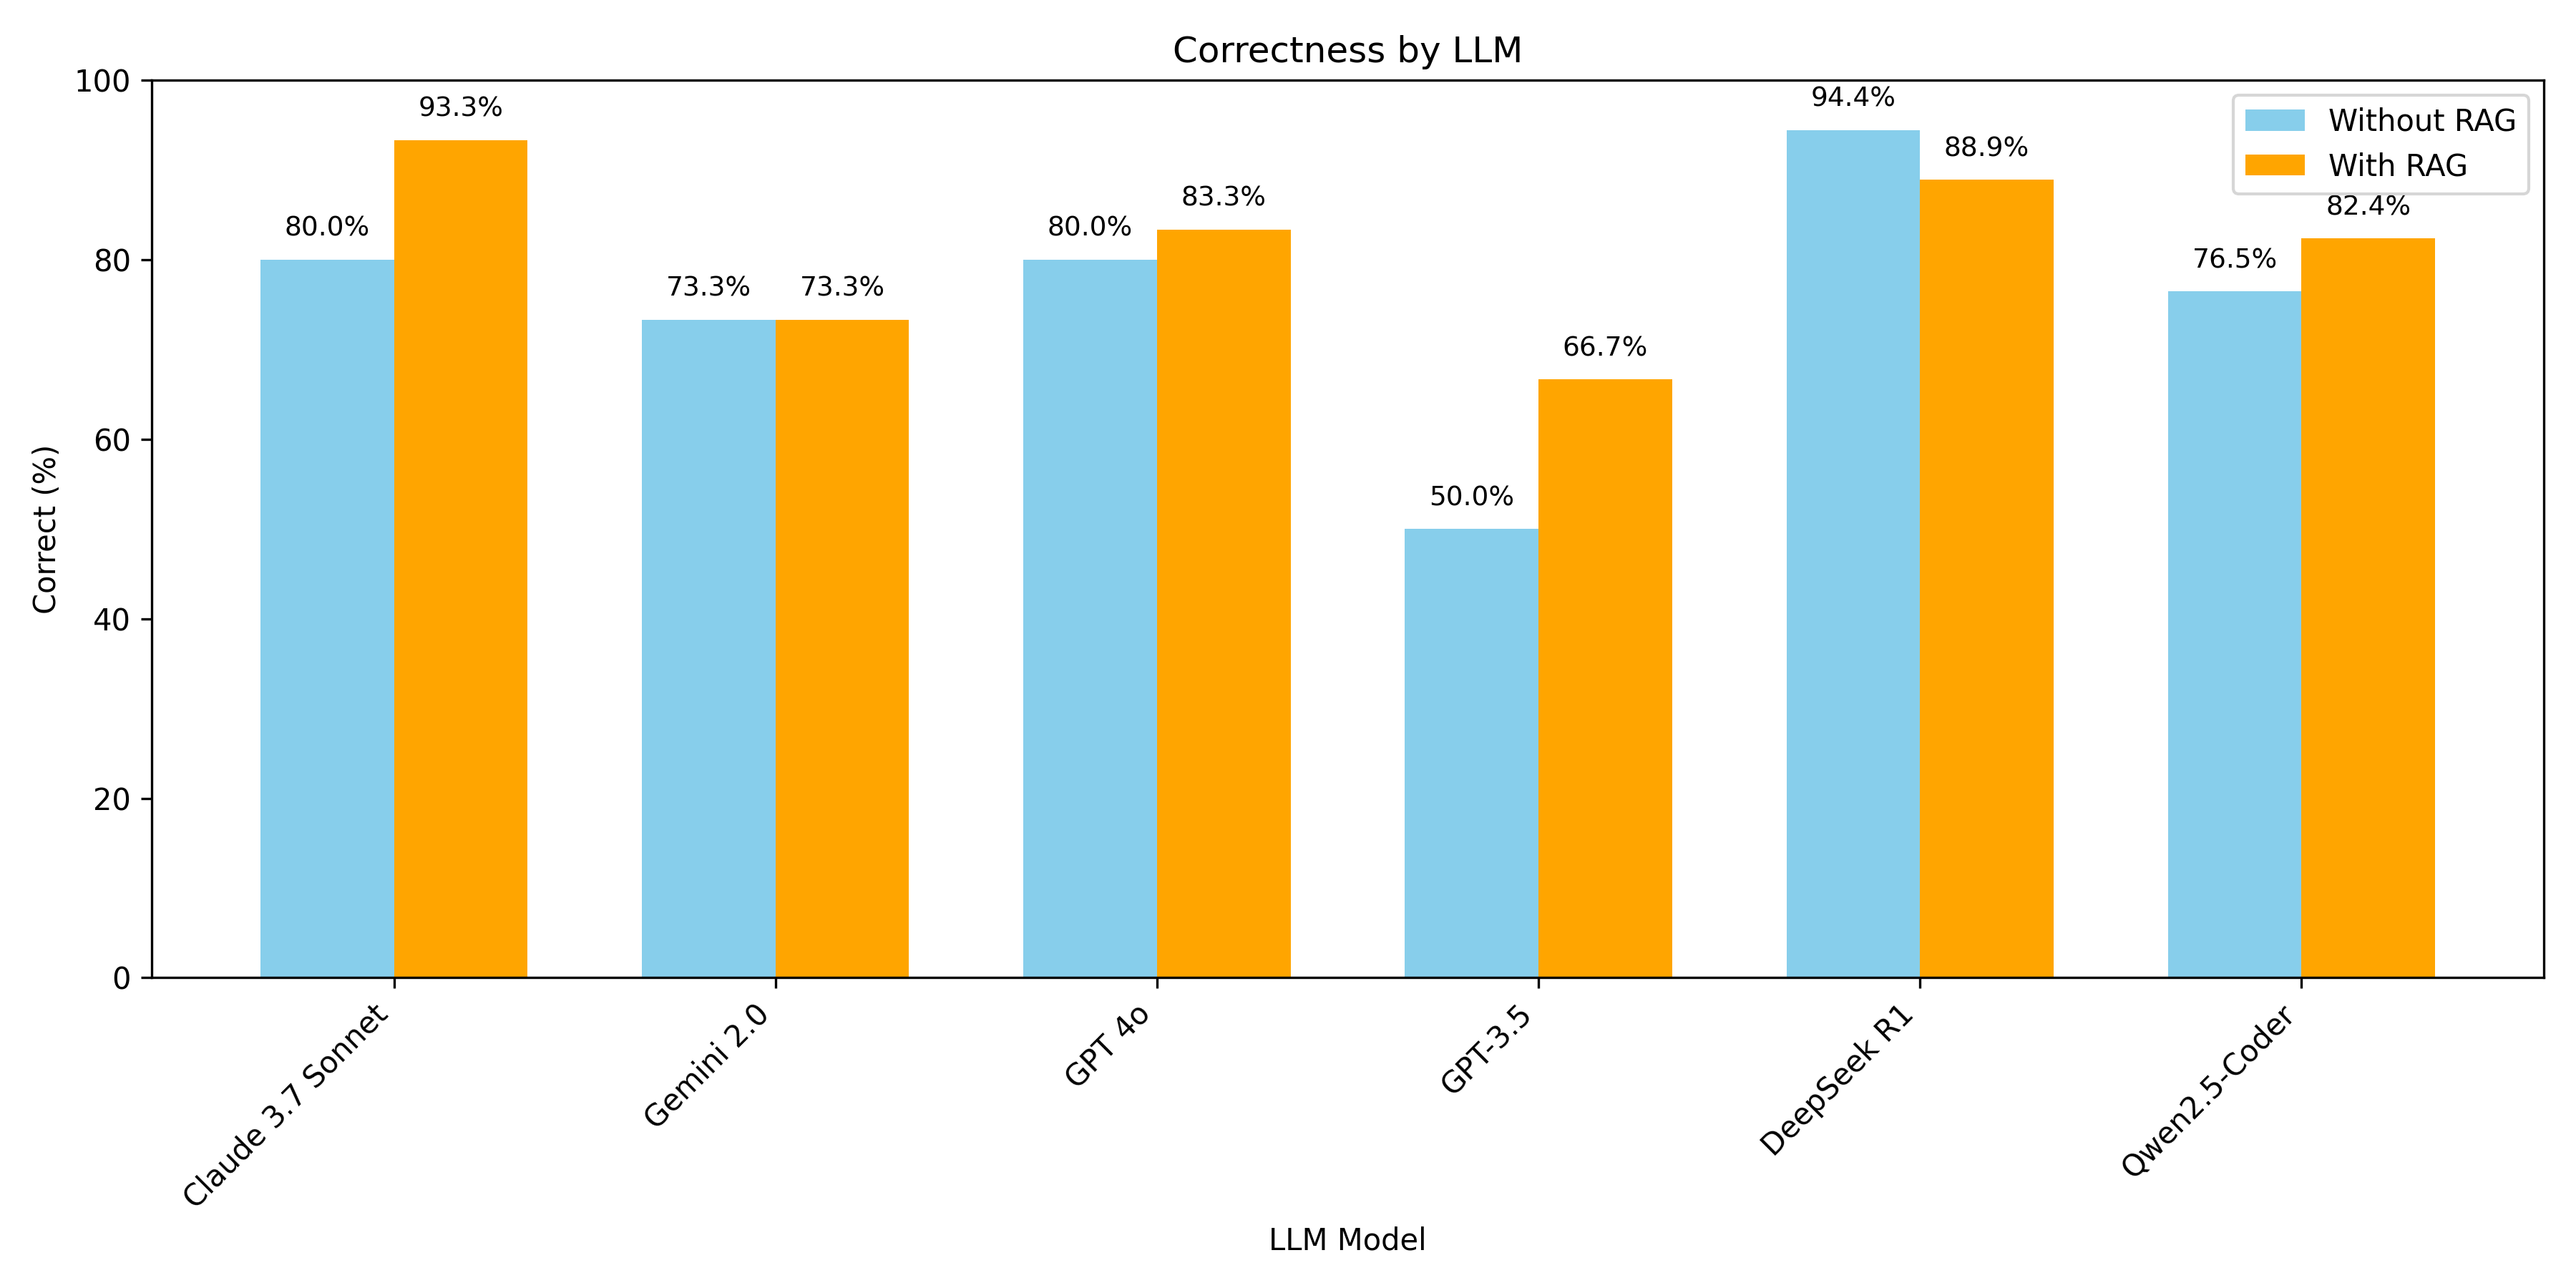 Correctness by LLM
100
80
60
40
20
0
Correct (%)
80.0%
93.3%
73.3%
73.3%
80.0%
83.3%
50.0%
66.7%
94.4%
88.9%
76.5%
82.4%
Without RAG
With RAG
Claude 3.7 Sonnet
Gemini 2.0
GPT 4o
GPT-3.5
DeepSeek R1
Qwen2.5-Coder
LLM Model